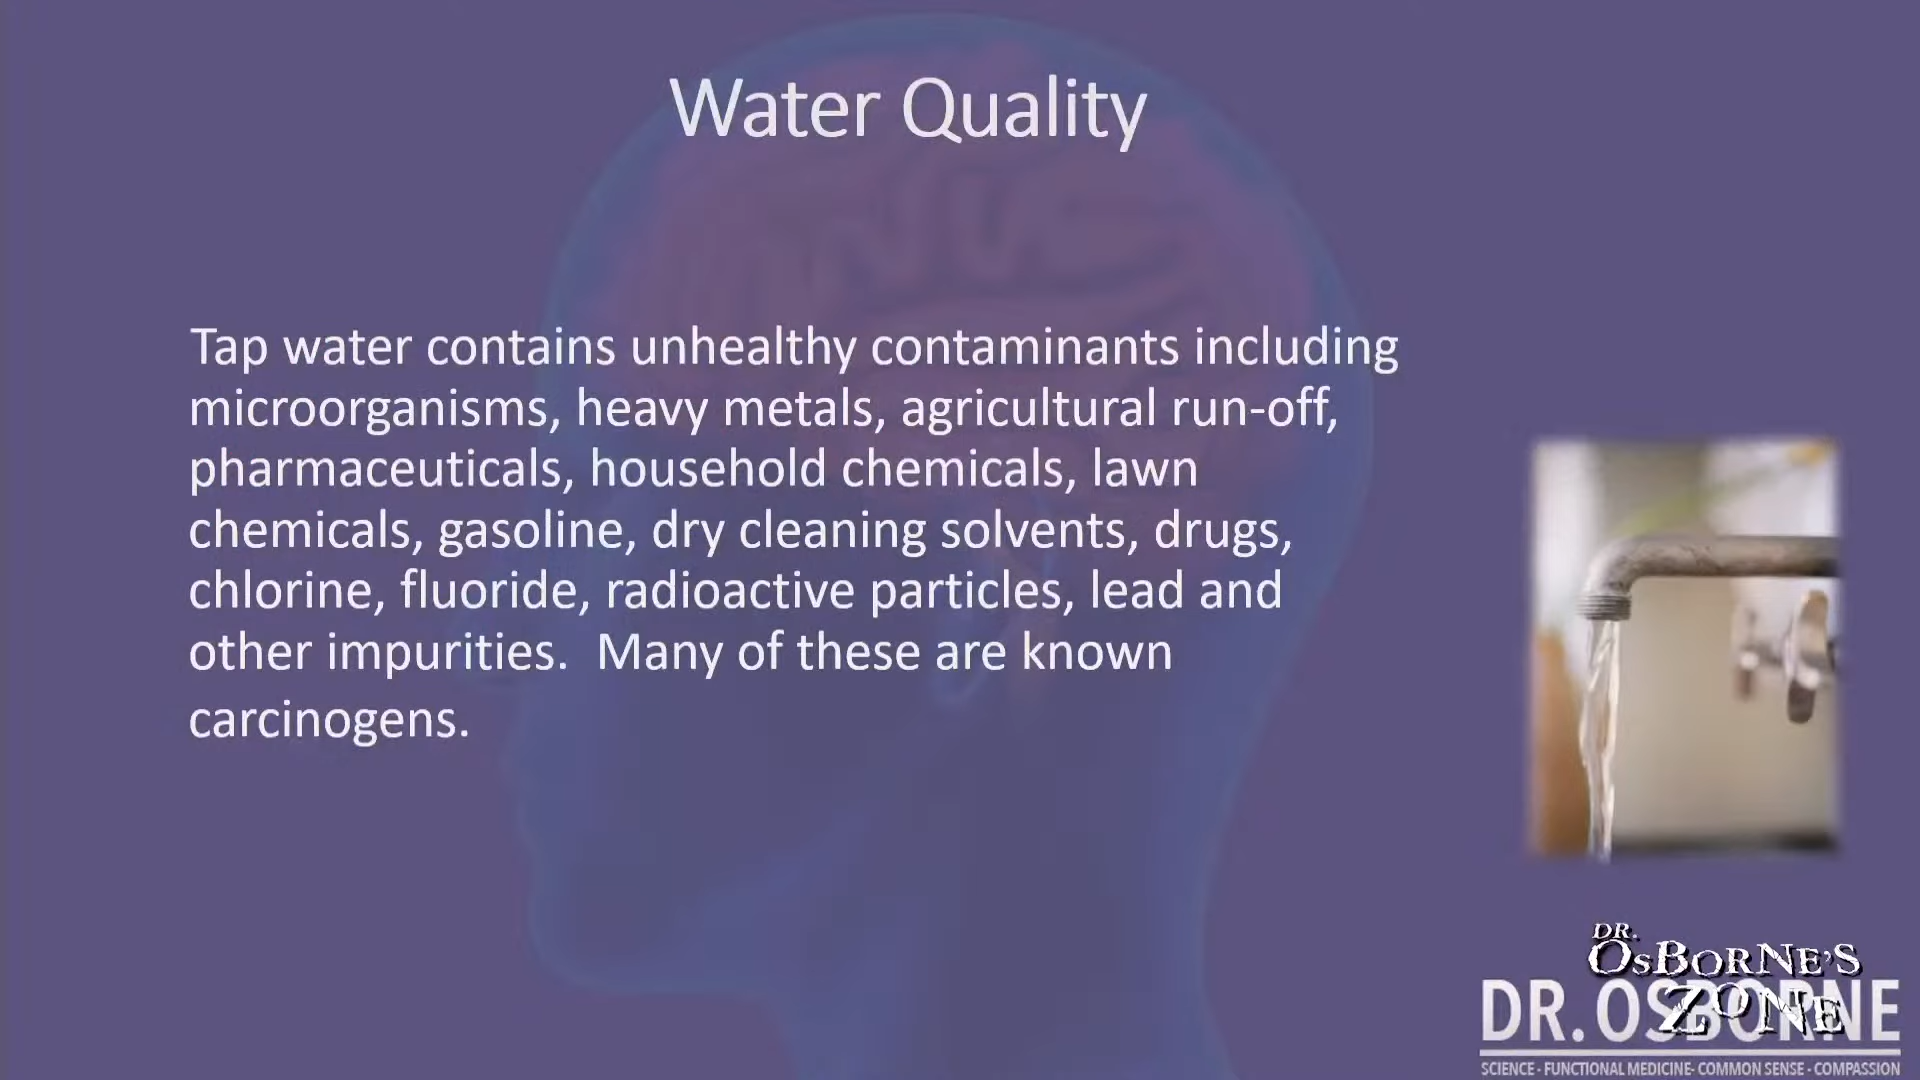 Water Quality
Tap water contains unhealthy contaminants including
microorganisms, heavy metals, agricultural run-off,
pharmaceuticals, household chemicals, lawn
chemicals, gasoline, dry cleaning solvents, drugs,
chlorine, fluoride, radioactive particles, lead and
other impurities.  Many of these are known
carcinogens.
DR.
OSBORNE'S
ZONE
DR. OSBORNE
SCIENCE - FUNCTIONAL MEDICINE- COMMON SENSE - COMPASSION